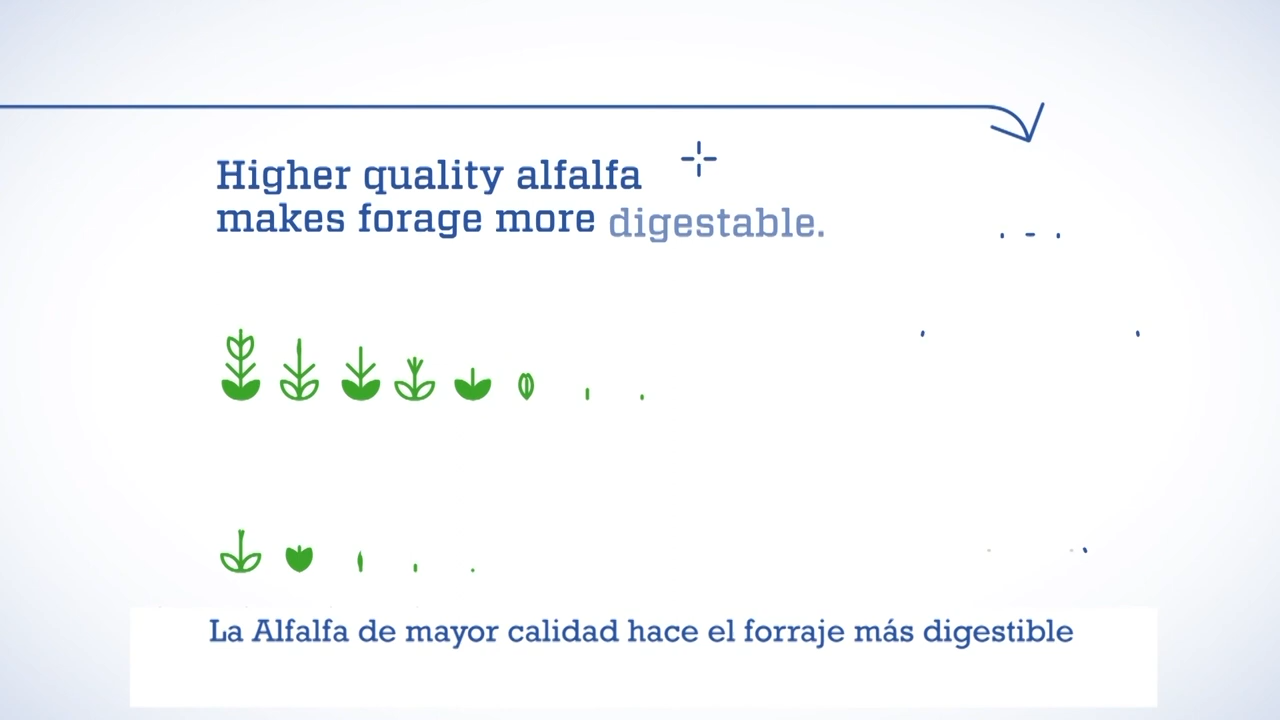 Higher quality alfalfa
makes forage more digestable.
La Alfalfa de mayor calidad hace el forraje más digestible